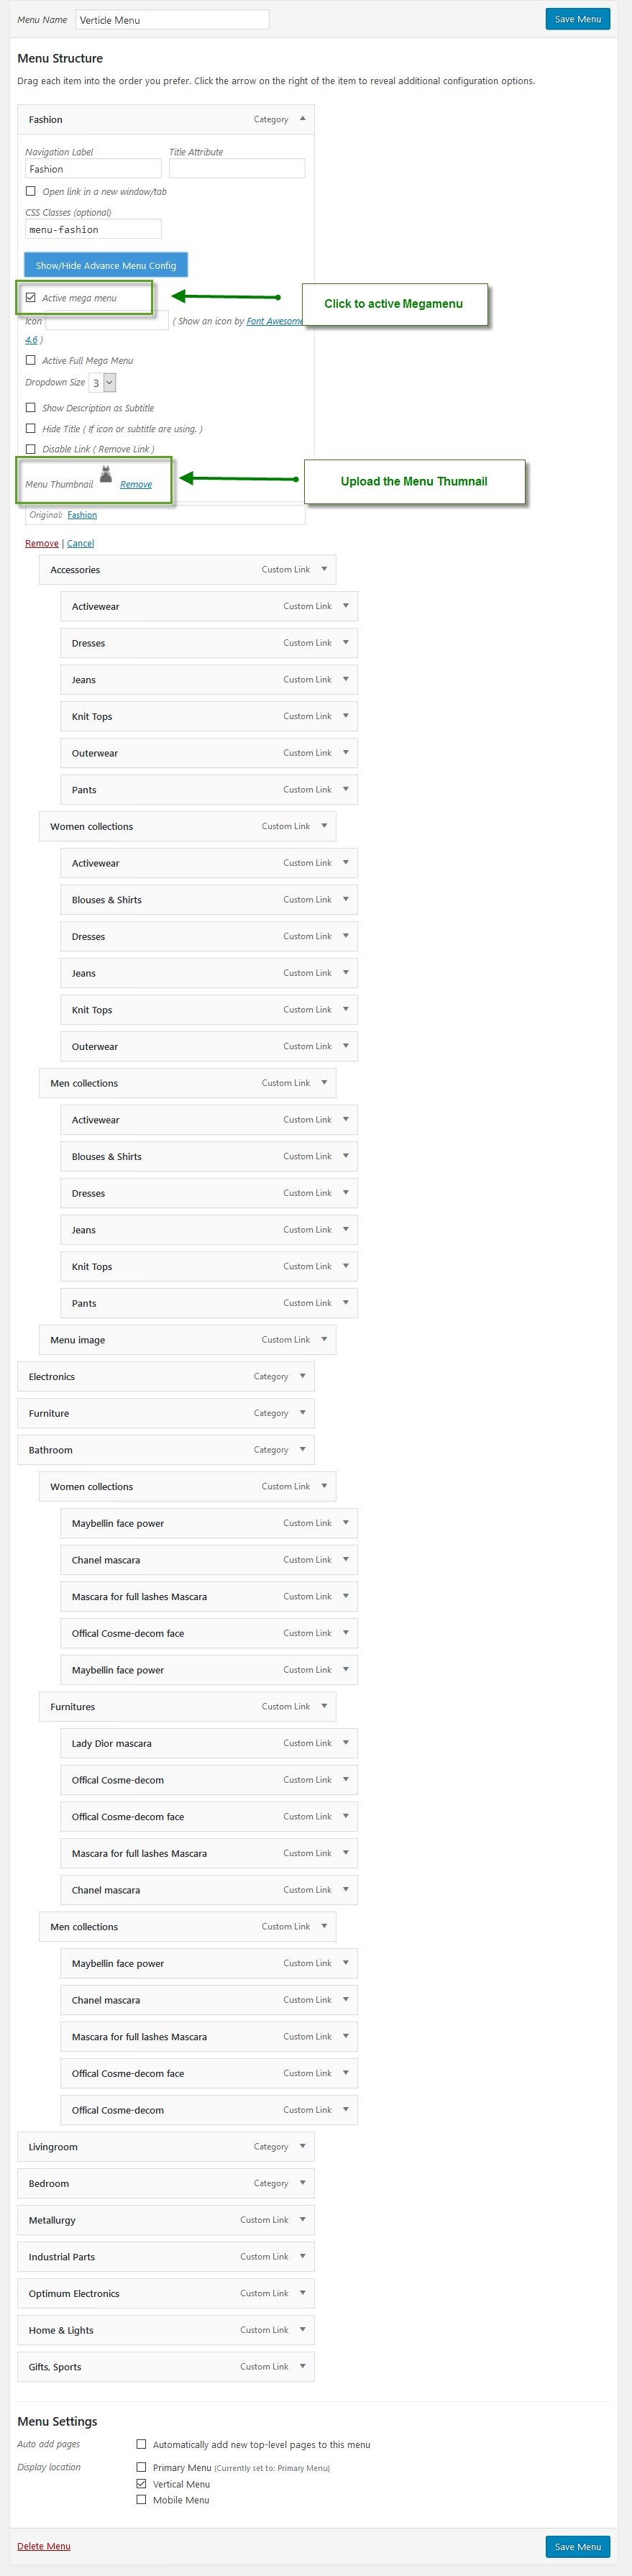 Menu Name Verticle Menu Save Menu
Menu Structure
Drag each item into the order you prefer. Click the arrow on the right of the item to reveal additional configuration options.
Fashion Category
Navigation Label Title Attribute
Fashion
Open link in a new window/tab
CSS Classes (optional)
menu-fashion
Show/Hide Advance Menu Config
Active mega menu
Click to active Megamenu
Icon ( Show an icon by Font Awesome
4.6 )
Active Full Mega Menu
Dropdown Size 3
Show Description as Subtitle
Hide Title ( If icon or subtitle are using. )
Disable Link ( Remove Link )
Menu Thumbnail Remove
Upload the Menu Thumnail
Original: Fashion
Remove | Cancel
Accessories Custom Link
Activewear Custom Link
Dresses Custom Link
Jeans Custom Link
Knit Tops Custom Link
Outerwear Custom Link
Pants Custom Link
Women collections Custom Link
Activewear Custom Link
Blouses & Shirts Custom Link
Dresses Custom Link
Jeans Custom Link
Knit Tops Custom Link
Outerwear Custom Link
Men collections Custom Link
Activewear Custom Link
Blouses & Shirts Custom Link
Dresses Custom Link
Jeans Custom Link
Knit Tops Custom Link
Pants Custom Link
Menu image Custom Link
Electronics Category
Furniture Category
Bathroom Category
Women collections Custom Link
Maybellin face power Custom Link
Chanel mascara Custom Link
Mascara for full lashes Mascara Custom Link
Offical Cosme-decom face Custom Link
Maybellin face power Custom Link
Furnitures Custom Link
Lady Dior mascara Custom Link
Offical Cosme-decom Custom Link
Offical Cosme-decom face Custom Link
Mascara for full lashes Mascara Custom Link
Chanel mascara Custom Link
Men collections Custom Link
Maybellin face power Custom Link
Chanel mascara Custom Link
Mascara for full lashes Mascara Custom Link
Offical Cosme-decom face Custom Link
Offical Cosme-decom Custom Link
Livingroom Category
Bedroom Category
Metallurgy Custom Link
Industrial Parts Custom Link
Optimum Electronics Custom Link
Home & Lights Custom Link
Gifts, Sports Custom Link
Menu Settings
Auto add pages Automatically add new top-level pages to this menu
Display location Primary Menu (Currently set to: Primary Menu)
Vertical Menu
Mobile Menu
Delete Menu Save Menu